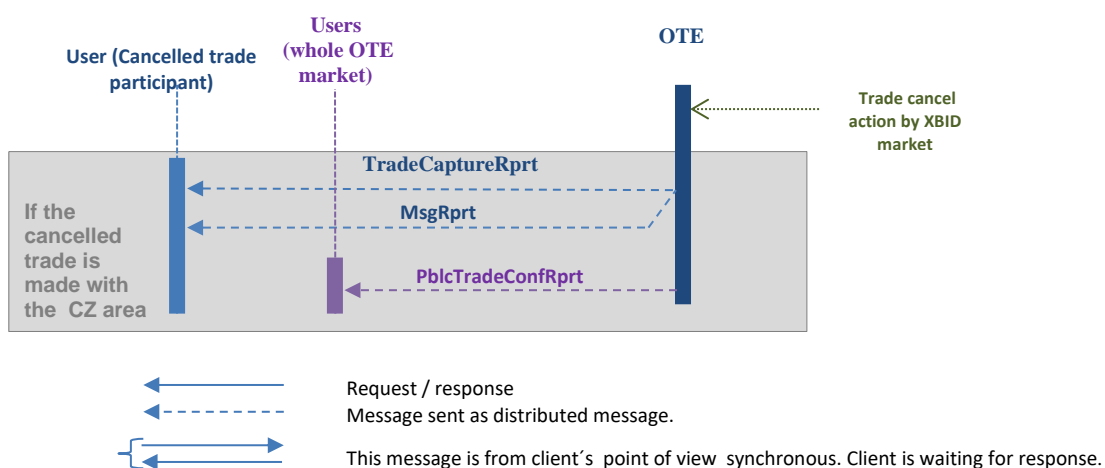 User (Cancelled trade
participant)
Users
(whole OTE
market)
OTE
Trade cancel
action by XBID
market
TradeCaptureRprt
MsgRprt
If the
cancelled
trade is
made with
the CZ area
PblcTradeConfRprt
Request / response
Message sent as distributed message.
This message is from client´s point of view synchronous. Client is waiting for response.